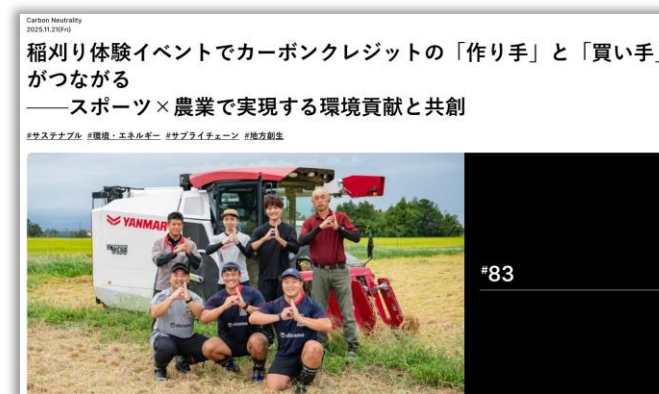 Carbon Neutrality
2025.11.21(Fri)
稲刈り体験イベントでカーボンクレジットの「作り手」と「買い手」
がつながる
——スポーツ×農業で実現する環境貢献と共創
#サステナブル #環境・エネルギー #サプライチェーン #地方創生
YANMAR
#83